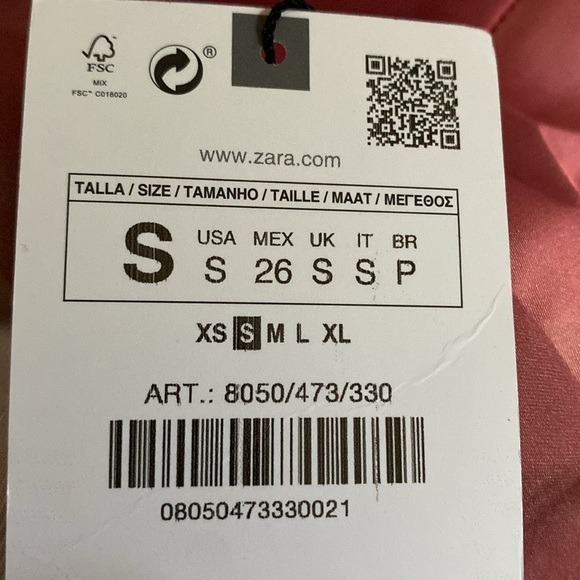 FSC
MIX
FSC™ C018020
®
www.zara.com
TALLA / SIZE / TAMANHO / TAILLE / MAAT / ΜΕΓΕΘΟΣ
S USA MEX UK IT BR
S 26 S S P
XS S M L XL
ART.: 8050/473/330
08050473330021